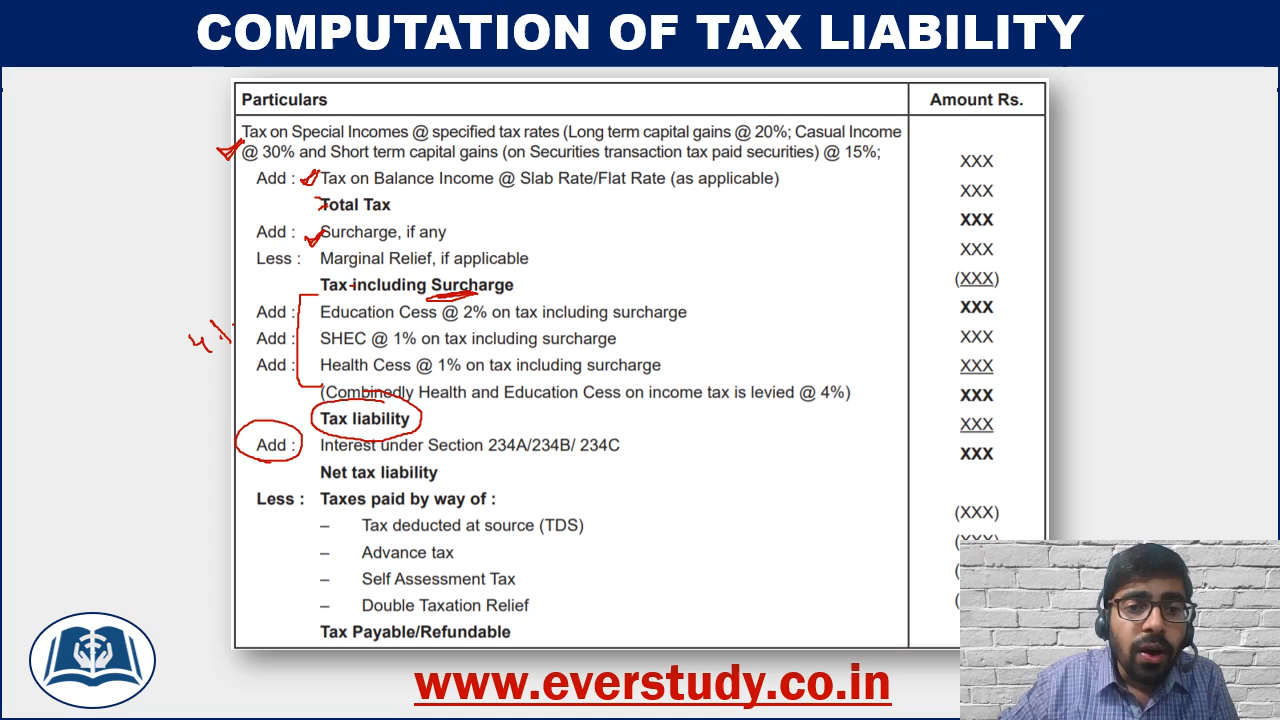 COMPUTATION OF TAX LIABILITY
Particulars Amount Rs.
Tax on Special Incomes @ specified tax rates (Long term capital gains @ 20%; Casual Income
@ 30% and Short term capital gains (on Securities transaction tax paid securities) @ 15%; XXX
Add : Tax on Balance Income @ Slab Rate/Flat Rate (as applicable) XXX
Total Tax XXX
Add : Surcharge, if any XXX
Less : Marginal Relief, if applicable (XXX)
Tax including Surcharge XXX
Add : Education Cess @ 2% on tax including surcharge XXX
Add : SHEC @ 1% on tax including surcharge XXX
4%
Add : Health Cess @ 1% on tax including surcharge XXX
(Combinedly Health and Education Cess on income tax is levied @ 4%)
Tax liability XXX
Add : Interest under Section 234A/234B/ 234C XXX
Net tax liability
Less : Taxes paid by way of :
– Tax deducted at source (TDS) (XXX)
– Advance tax (XXX)
– Self Assessment Tax
– Double Taxation Relief
Tax Payable/Refundable
www.everstudy.co.in